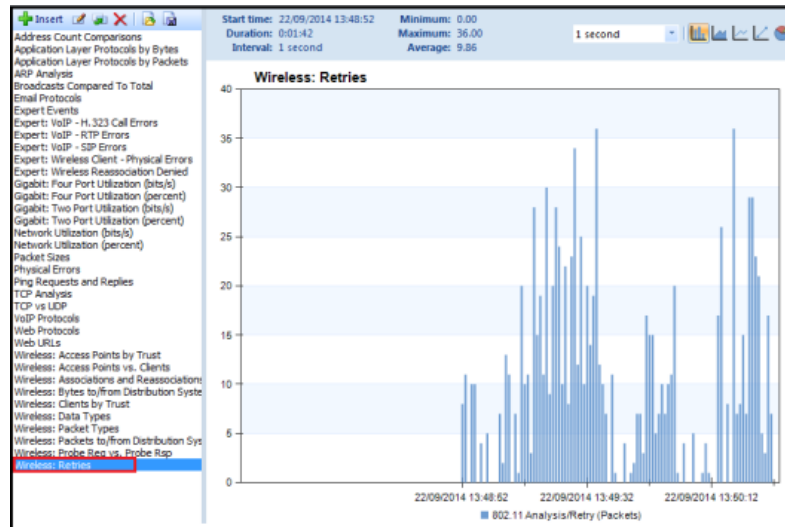 Insert
Address Count Comparisons
Application Layer Protocols by Bytes
Application Layer Protocols by Packets
ARP Analysis
Broadcasts Compared To Total
Email Protocols
Expert Events
Expert: VoIP - H.323 Call Errors
Expert: VoIP - RTP Errors
Expert: VoIP - SIP Errors
Expert: Wireless Client - Physical Errors
Expert: Wireless Reassociation Denied
Gigabit: Four Port Utilization (bits/s)
Gigabit: Four Port Utilization (percent)
Gigabit: Two Port Utilization (bits/s)
Gigabit: Two Port Utilization (percent)
Network Utilization (bits/s)
Network Utilization (percent)
Packet Sizes
Physical Errors
Ping Requests and Replies
TCP Analysis
TCP vs UDP
VoIP Protocols
Web Protocols
Web URLs
Wireless: Access Points by Trust
Wireless: Access Points vs. Clients
Wireless: Associations and Reassociations
Wireless: Bytes to/from Distribution Syste
Wireless: Clients by Trust
Wireless: Data Types
Wireless: Packet Types
Wireless: Packets to/from Distribution Sys
Wireless: Probe Req vs. Probe Rsp
Wireless: Retries
Start time: 22/09/2014 13:48:52 Minimum: 0.00
Duration: 0:01:42 Maximum: 36.00
Interval: 1 second Average: 9.86
1 second
Wireless: Retries
40
35
30
25
20
15
10
5
0
22/09/2014 13:48:52 22/09/2014 13:49:32 22/09/2014 13:50:12
802.11 Analysis/Retry (Packets)